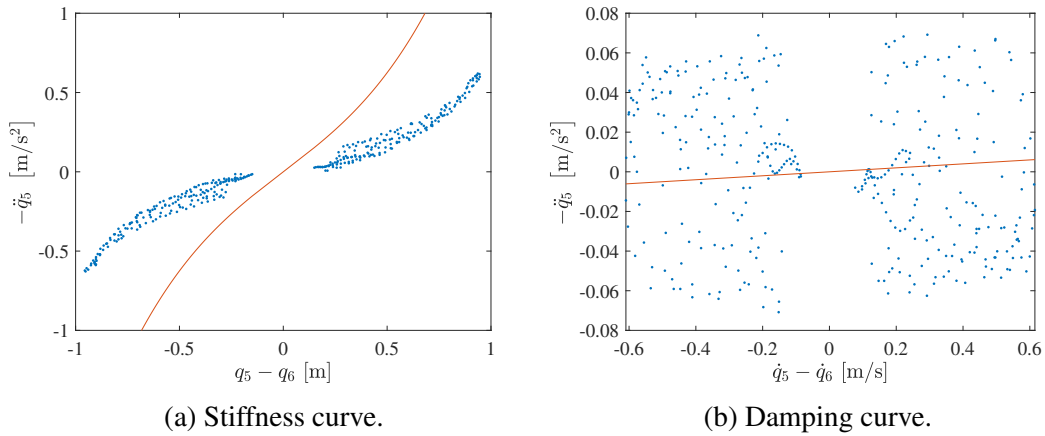 1
0.5
0
-0.5
-1
-1 -0.5 0 0.5 1
−q̈₅ [m/s²]
q₅ − q₆ [m]
(a) Stiffness curve.
0.08
0.06
0.04
0.02
0
-0.02
-0.04
-0.06
-0.08
-0.6 -0.4 -0.2 0 0.2 0.4 0.6
−q̈₅ [m/s²]
q̇₅ − q̇₆ [m/s]
(b) Damping curve.